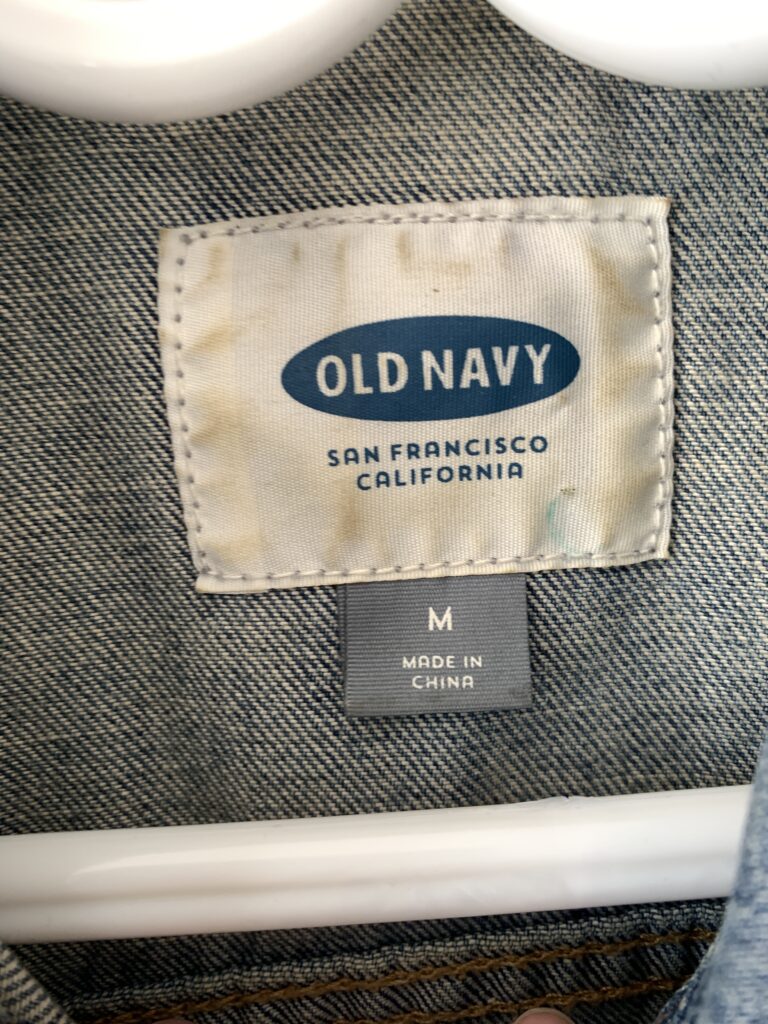 OLD NAVY
SAN FRANCISCO
CALIFORNIA
M
MADE IN
CHINA